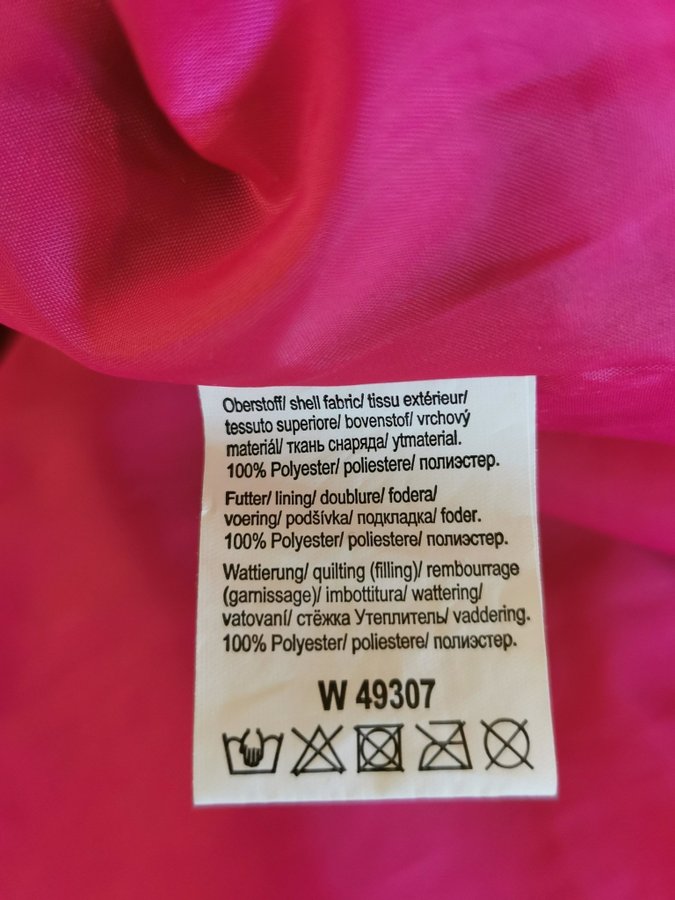 Oberstoff/ shell fabric/ tissu extérieur/
tessuto superiore/ bovenstof/ vrchový
materiál/ ткань снаряда/ ytmaterial.
100% Polyester/ poliestere/ полиэстер.
Futter/ lining/ doublure/ fodera/
voering/ podšívka/ подкладка/ foder.
100% Polyester/ poliestere/ полиэстер.
Wattierung/ quilting (filling)/ rembourrage
(garnissage)/ imbottitura/ wattering/
vatovaní/ стёжка Утеплитель/ vaddering.
100% Polyester/ poliestere/ полиэстер.
W 49307